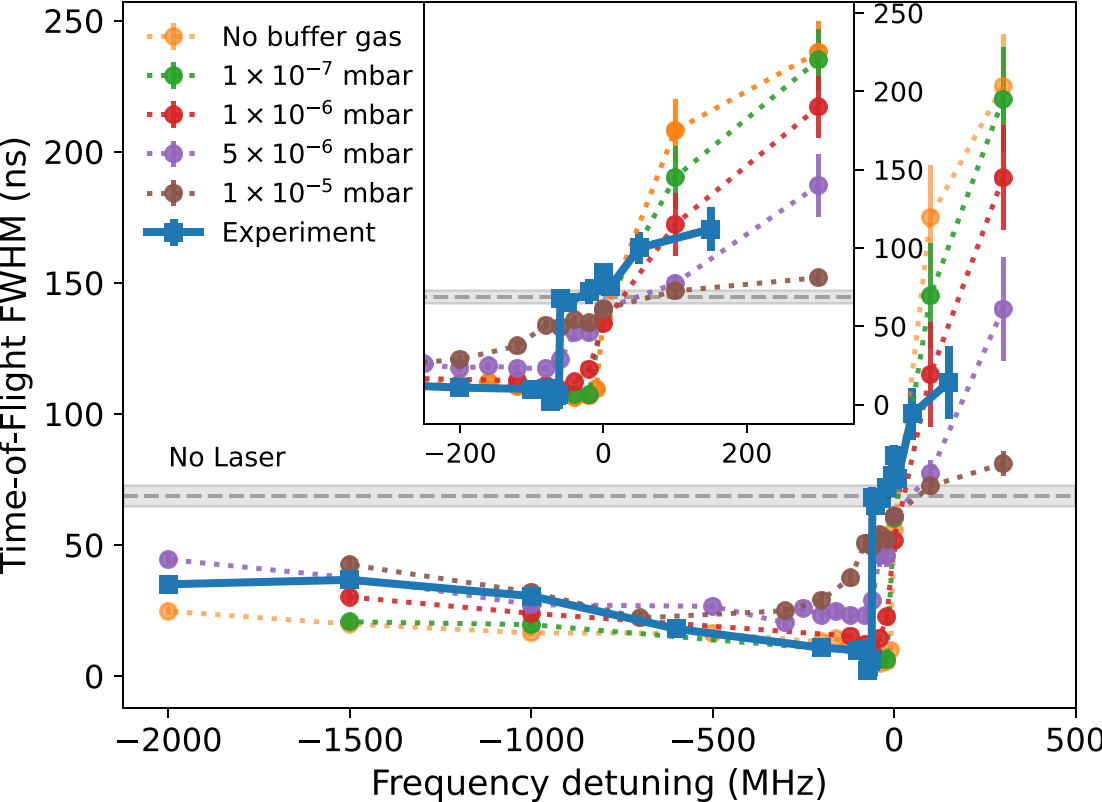 Time-of-Flight FWHM (ns)
250
200
150
100
50
0
No buffer gas
1 × 10⁻⁷ mbar
1 × 10⁻⁶ mbar
5 × 10⁻⁶ mbar
1 × 10⁻⁵ mbar
Experiment
250
200
150
100
50
0
−200 0 200
No Laser
−2000 −1500 −1000 −500 0 500
Frequency detuning (MHz)